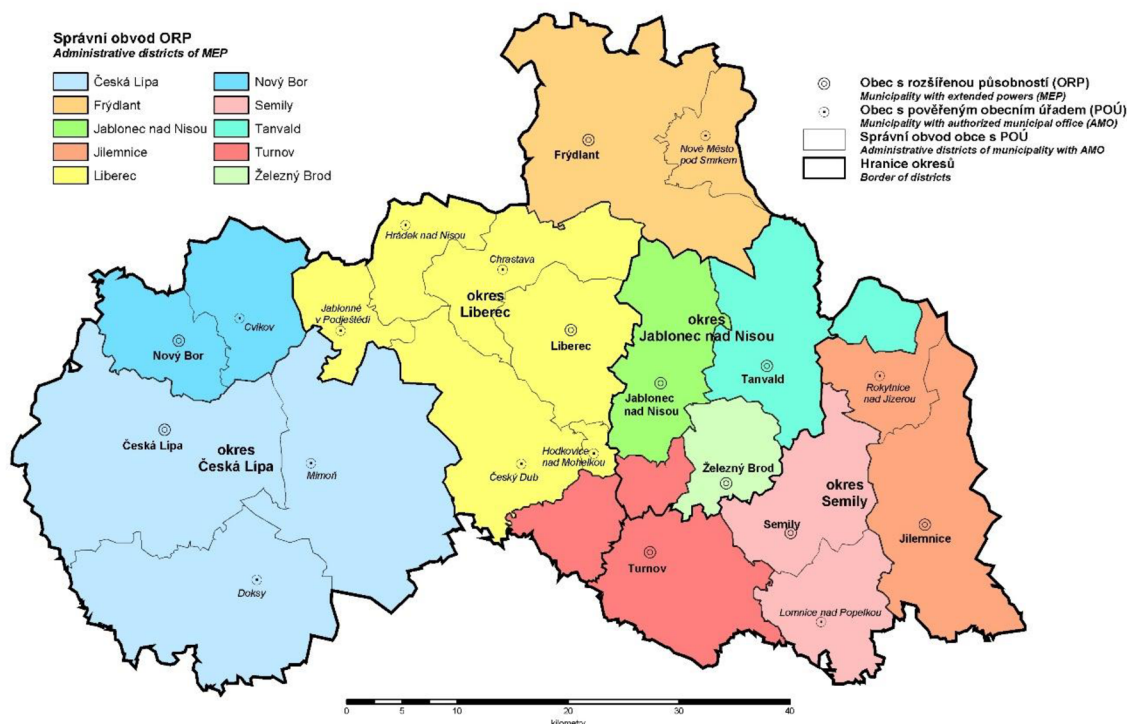 Správní obvod ORP
Administrative districts of MEP
Česká Lípa
Frýdlant
Jablonec nad Nisou
Jilemnice
Liberec
Nový Bor
Semily
Tanvald
Turnov
Železný Brod
Obec s rozšířenou působností (ORP)
Municipality with extended powers (MEP)
Obec s pověřeným obecním úřadem (POÚ)
Municipality with authorized municipal office (AMO)
Správní obvod obce s POÚ
Administrative districts of municipality with AMO
Hranice okresů
Border of districts
Frýdlant
Nové Město
pod Smrkem
Hrádek nad Nisou
Chrastava
okres
Liberec
Jablonné
v Podještědí
Liberec
Cvikov
Nový Bor
okres
Jablonec nad Nisou
Jablonec
nad Nisou
Tanvald
Rokytnice
nad Jizerou
Česká Lípa
okres
Česká Lípa
Mimoň
Český Dub
Hodkovice
nad Mohelkou
Železný Brod
okres
Semily
Semily
Jilemnice
Turnov
Doksy
Lomnice nad Popelkou
0 5 10 20 30 40
kilometry